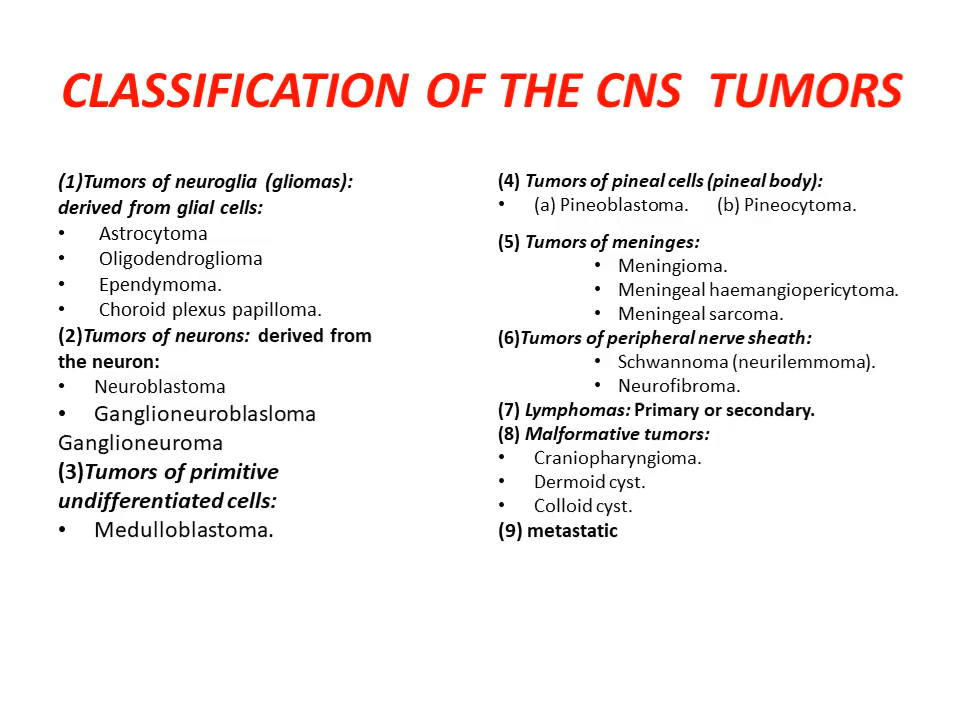 CLASSIFICATION OF THE CNS TUMORS
(1)Tumors of neuroglia (gliomas):
derived from glial cells:
• Astrocytoma
• Oligodendroglioma
• Ependymoma.
• Choroid plexus papilloma.
(2)Tumors of neurons: derived from
the neuron:
• Neuroblastoma
• Ganglioneuroblasloma
Ganglioneuroma
(3)Tumors of primitive
undifferentiated cells:
• Medulloblastoma.
(4) Tumors of pineal cells (pineal body):
• (a) Pineoblastoma. (b) Pineocytoma.
(5) Tumors of meninges:
• Meningioma.
• Meningeal haemangiopericytoma.
• Meningeal sarcoma.
(6)Tumors of peripheral nerve sheath:
• Schwannoma (neurilemmoma).
• Neurofibroma.
(7) Lymphomas: Primary or secondary.
(8) Malformative tumors:
• Craniopharyngioma.
• Dermoid cyst.
• Colloid cyst.
(9) metastatic